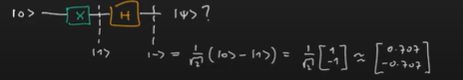 |0> X H |ψ>?
|1> |-> = 1/√2 (|0> - |1>) = 1/√2 [1 -1] ≈ [0.707 -0.707]